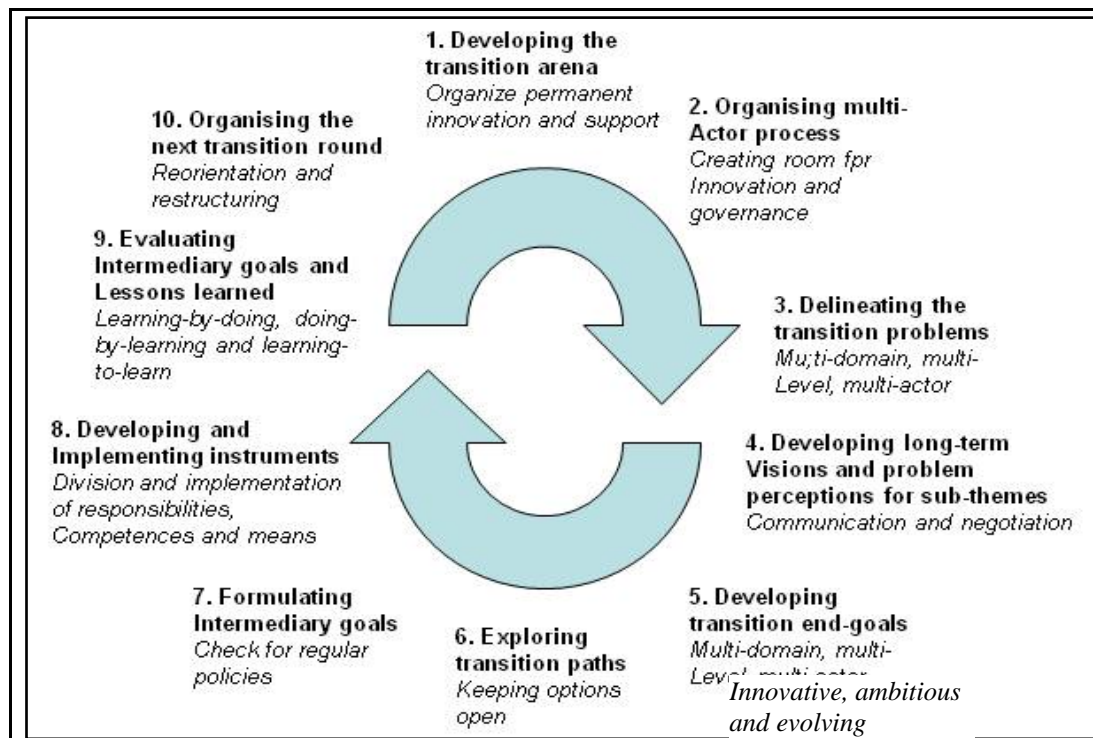 1. Developing the
transition arena
Organize permanent
innovation and support
2. Organising multi-
Actor process
Creating room fpr
Innovation and
governance
3. Delineating the
transition problems
Mu;ti-domain, multi-
Level, multi-actor
4. Developing long-term
Visions and problem
perceptions for sub-themes
Communication and negotiation
5. Developing
transition end-goals
Multi-domain, multi-
Level, multi-actor
Innovative, ambitious
and evolving
6. Exploring
transition paths
Keeping options
open
7. Formulating
Intermediary goals
Check for regular
policies
8. Developing and
Implementing instruments
Division and implementation
of responsibilities,
Competences and means
9. Evaluating
Intermediary goals and
Lessons learned
Learning-by-doing, doing-
by-learning and learning-
to-learn
10. Organising the
next transition round
Reorientation and
restructuring